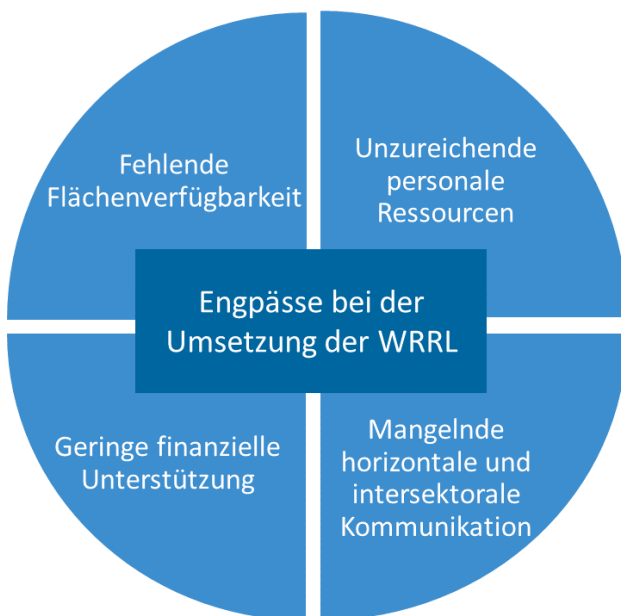 Fehlende
Flächenverfügbarkeit
Unzureichende
personale
Ressourcen
Engpässe bei der
Umsetzung der WRRL
Geringe finanzielle
Unterstützung
Mangelnde
horizontale und
intersektorale
Kommunikation